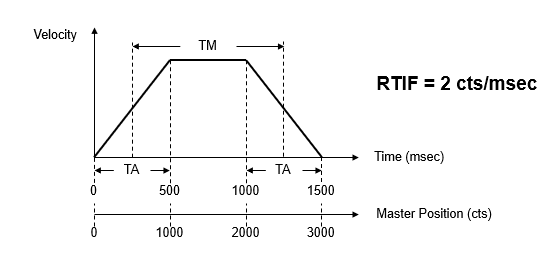 Velocity
TM
RTIF = 2 cts/msec
Time (msec)
TA TA
0 500 1000 1500
Master Position (cts)
0 1000 2000 3000